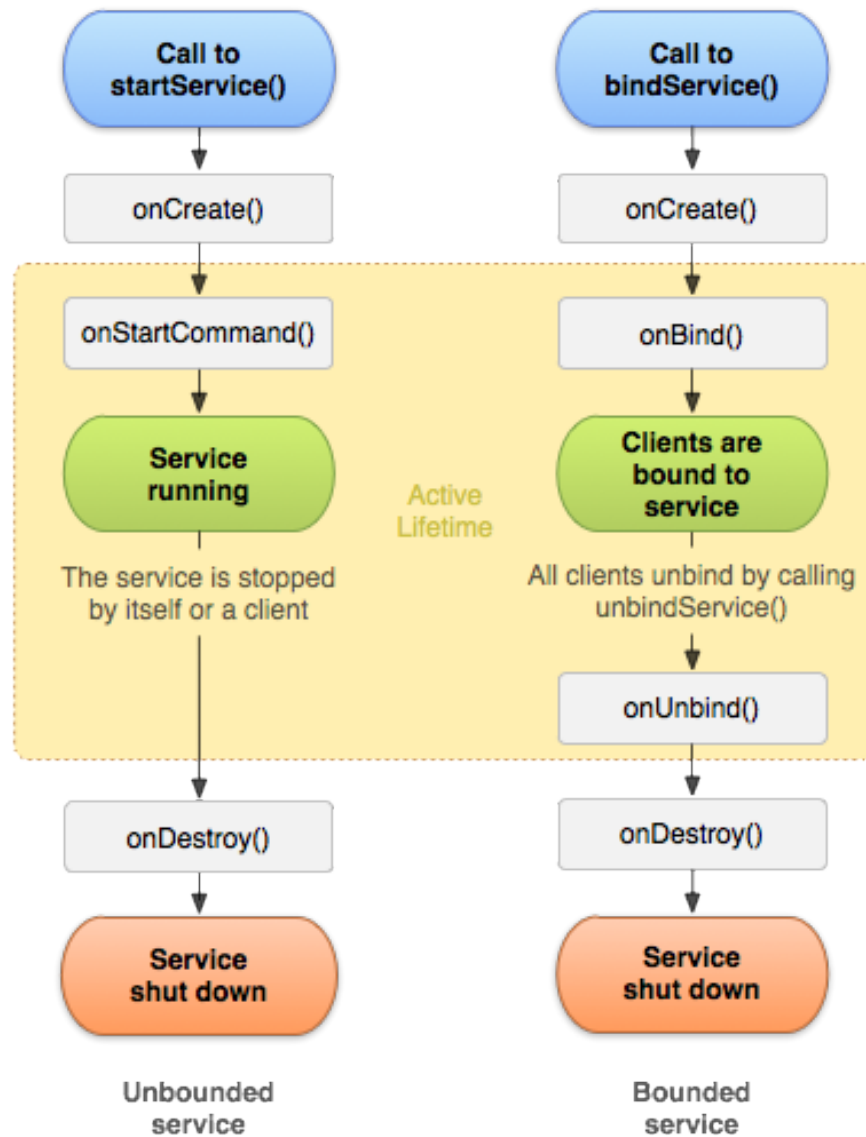 Call to
startService()
onCreate()
onStartCommand()
Service
running
The service is stopped
by itself or a client
onDestroy()
Service
shut down
Unbounded
service
Active
Lifetime
Call to
bindService()
onCreate()
onBind()
Clients are
bound to
service
All clients unbind by calling
unbindService()
onUnbind()
onDestroy()
Service
shut down
Bounded
service